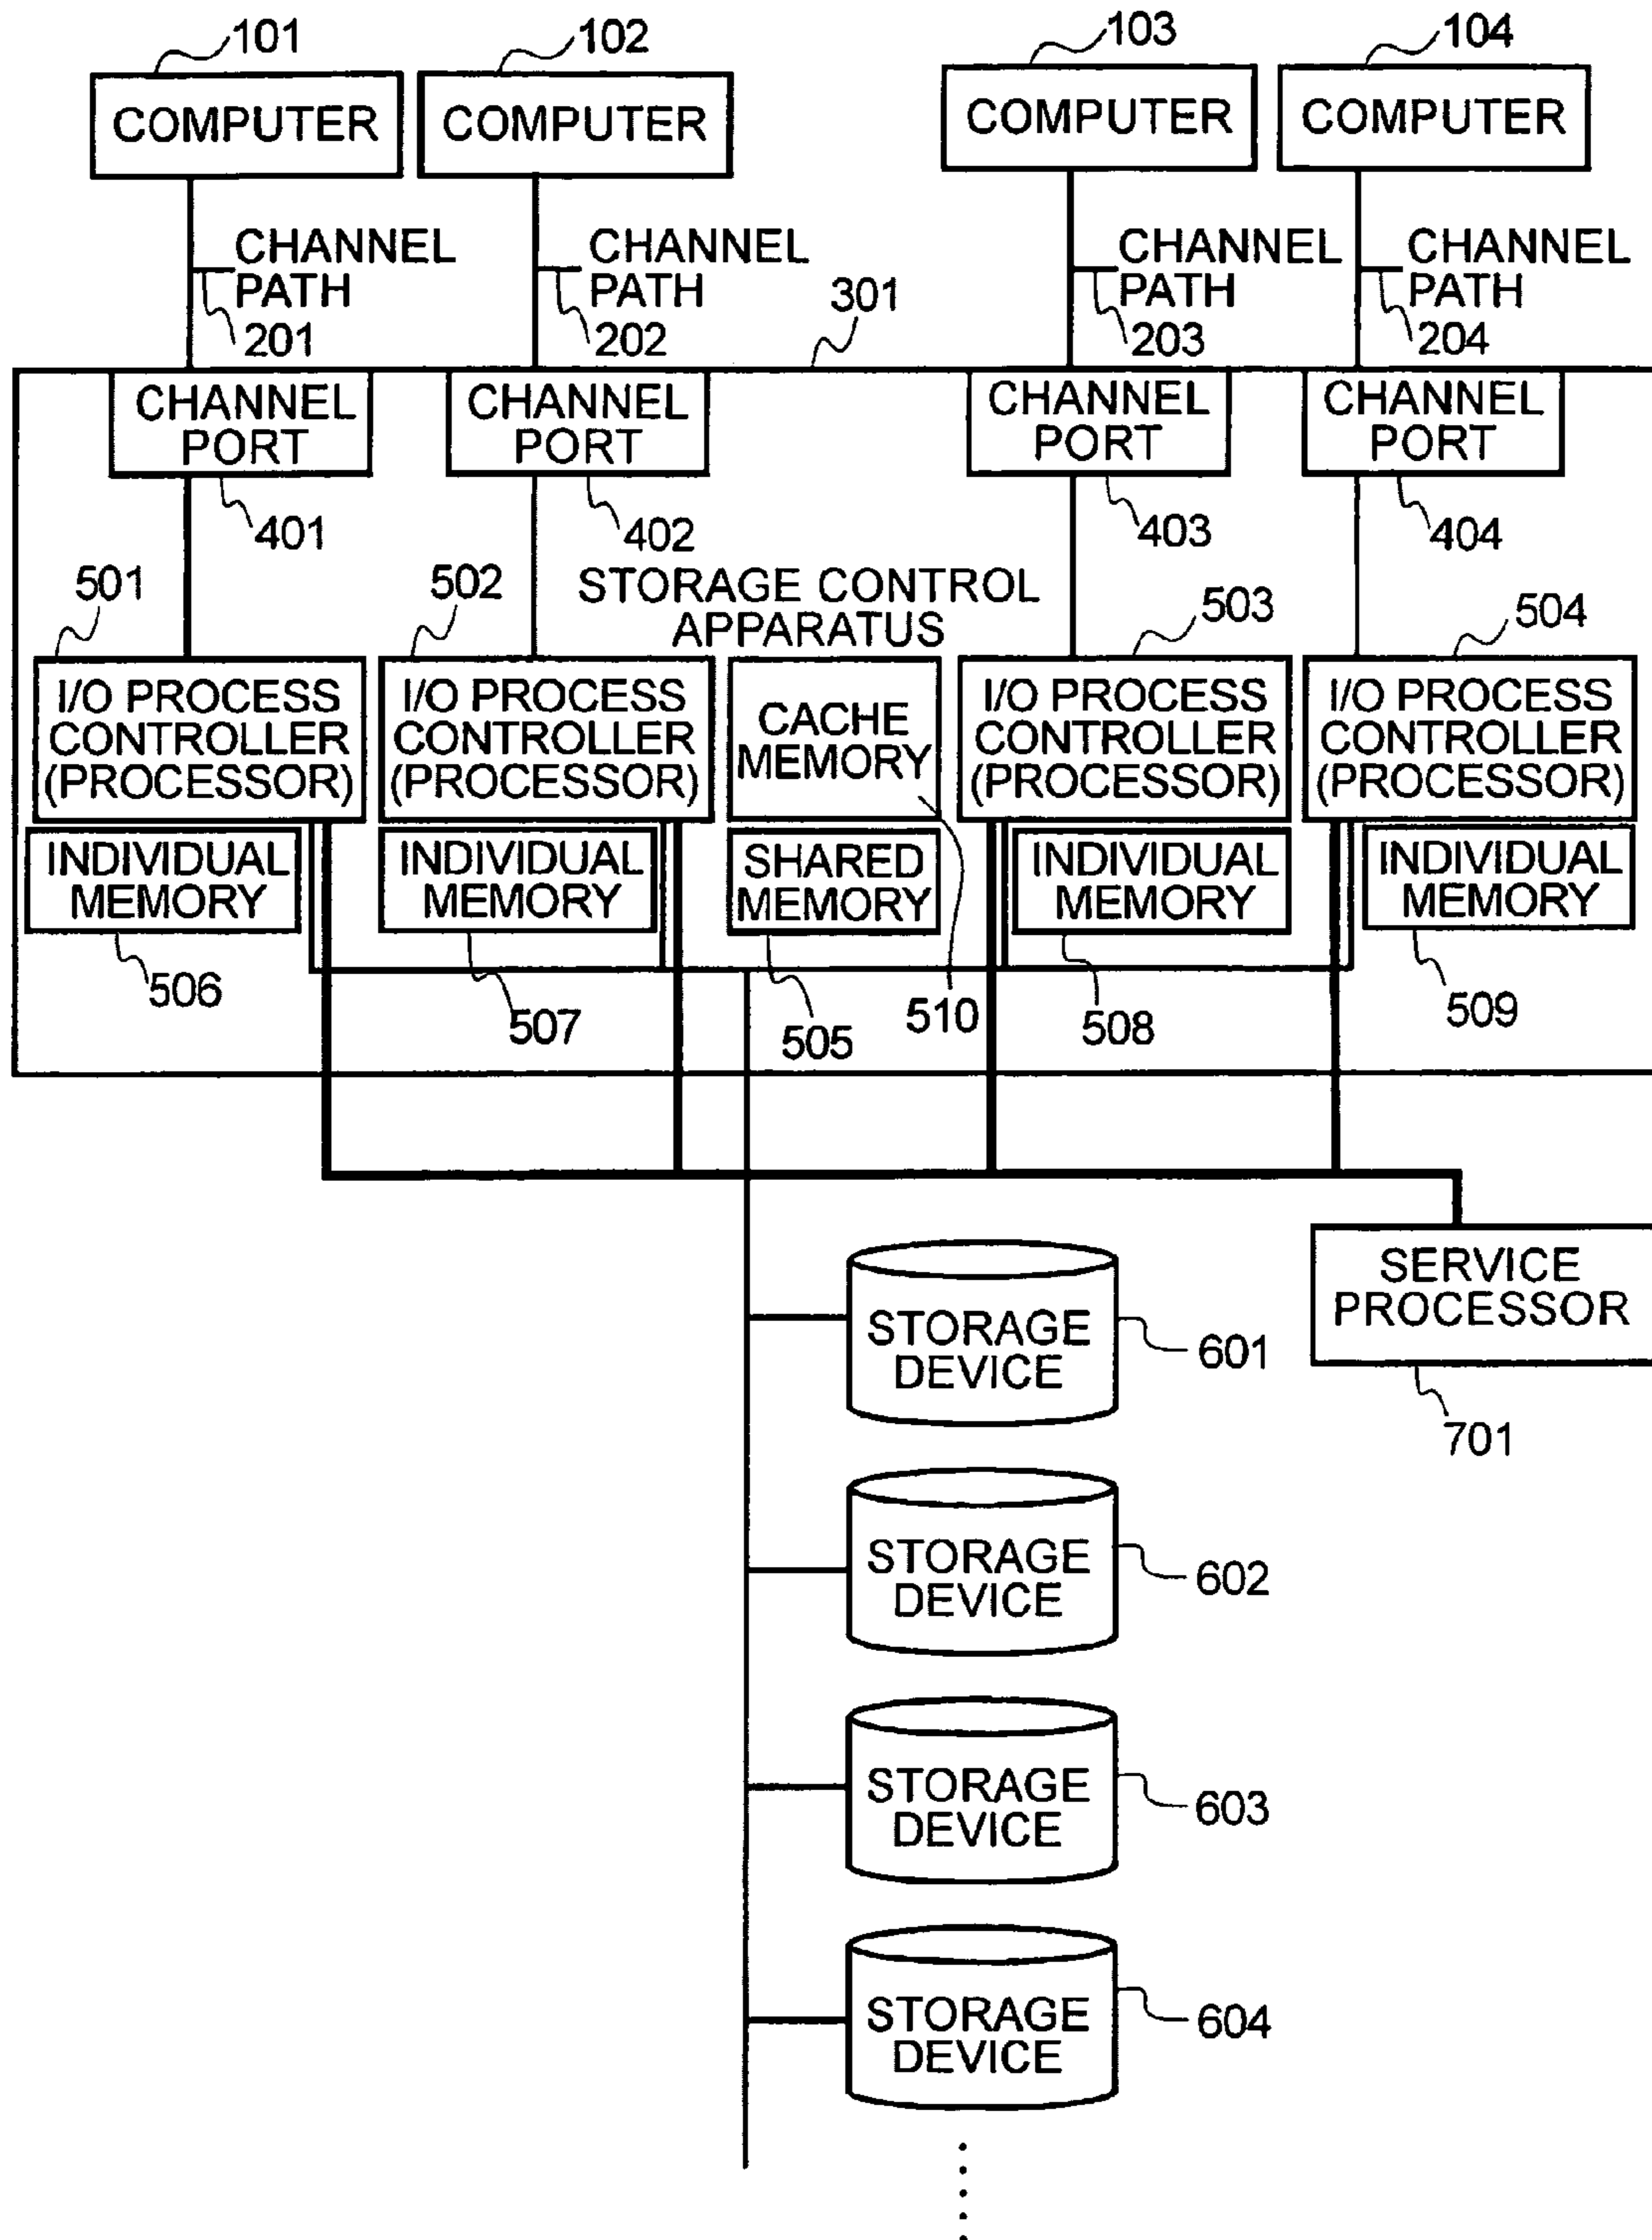 101
102
103
104
COMPUTER
COMPUTER
COMPUTER
COMPUTER
CHANNEL
PATH
201
CHANNEL
PATH
202
301
CHANNEL
PATH
203
CHANNEL
PATH
204
CHANNEL
PORT
CHANNEL
PORT
CHANNEL
PORT
CHANNEL
PORT
401
402
403
404
STORAGE CONTROL
APPARATUS
501
502
503
504
I/O PROCESS
CONTROLLER
(PROCESSOR)
I/O PROCESS
CONTROLLER
(PROCESSOR)
CACHE
MEMORY
I/O PROCESS
CONTROLLER
(PROCESSOR)
I/O PROCESS
CONTROLLER
(PROCESSOR)
INDIVIDUAL
MEMORY
INDIVIDUAL
MEMORY
SHARED
MEMORY
INDIVIDUAL
MEMORY
INDIVIDUAL
MEMORY
506
507
505
510
508
509
SERVICE
PROCESSOR
701
STORAGE
DEVICE
601
STORAGE
DEVICE
602
STORAGE
DEVICE
603
STORAGE
DEVICE
604